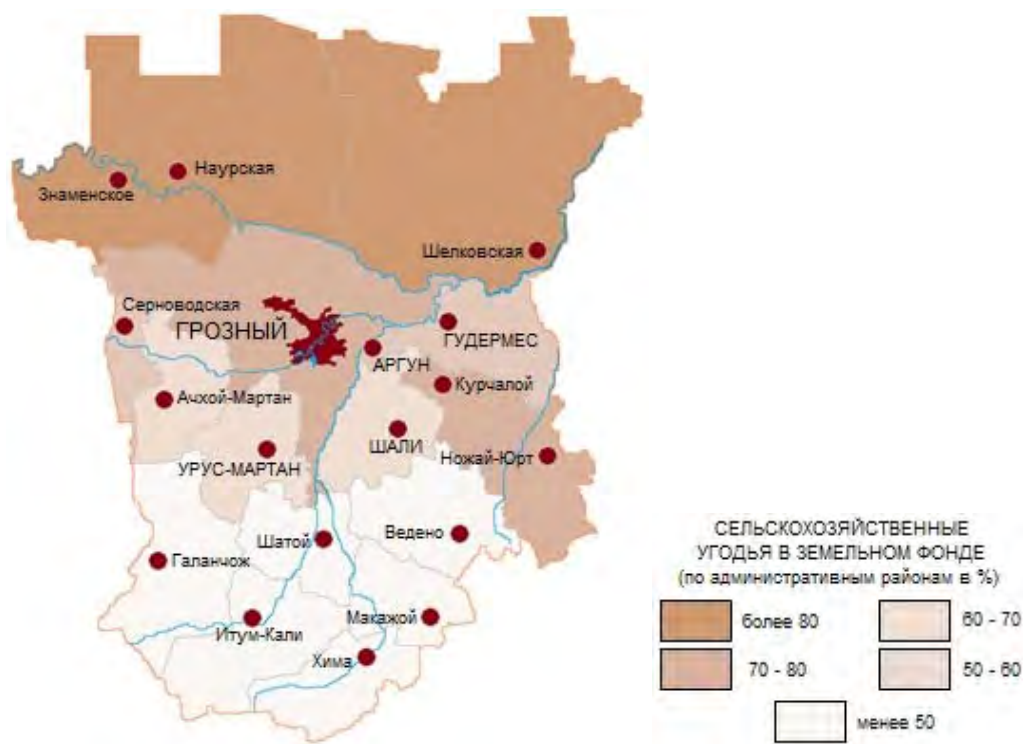 Наурская
Знаменское
Шелковская
Серноводская
ГРОЗНЫЙ
ГУДЕРМЕС
АРГУН
Курчалой
Ачхой-Мартан
ШАЛИ
Ножай-Юрт
УРУС-МАРТАН
Шатой
Ведено
Галанчож
Макажой
Итум-Кали
Хима
СЕЛЬСКОХОЗЯЙСТВЕННЫЕ
УГОДЬЯ В ЗЕМЕЛЬНОМ ФОНДЕ
(по административным районам в %)
более 80
60 - 70
70 - 80
50 - 60
менее 50